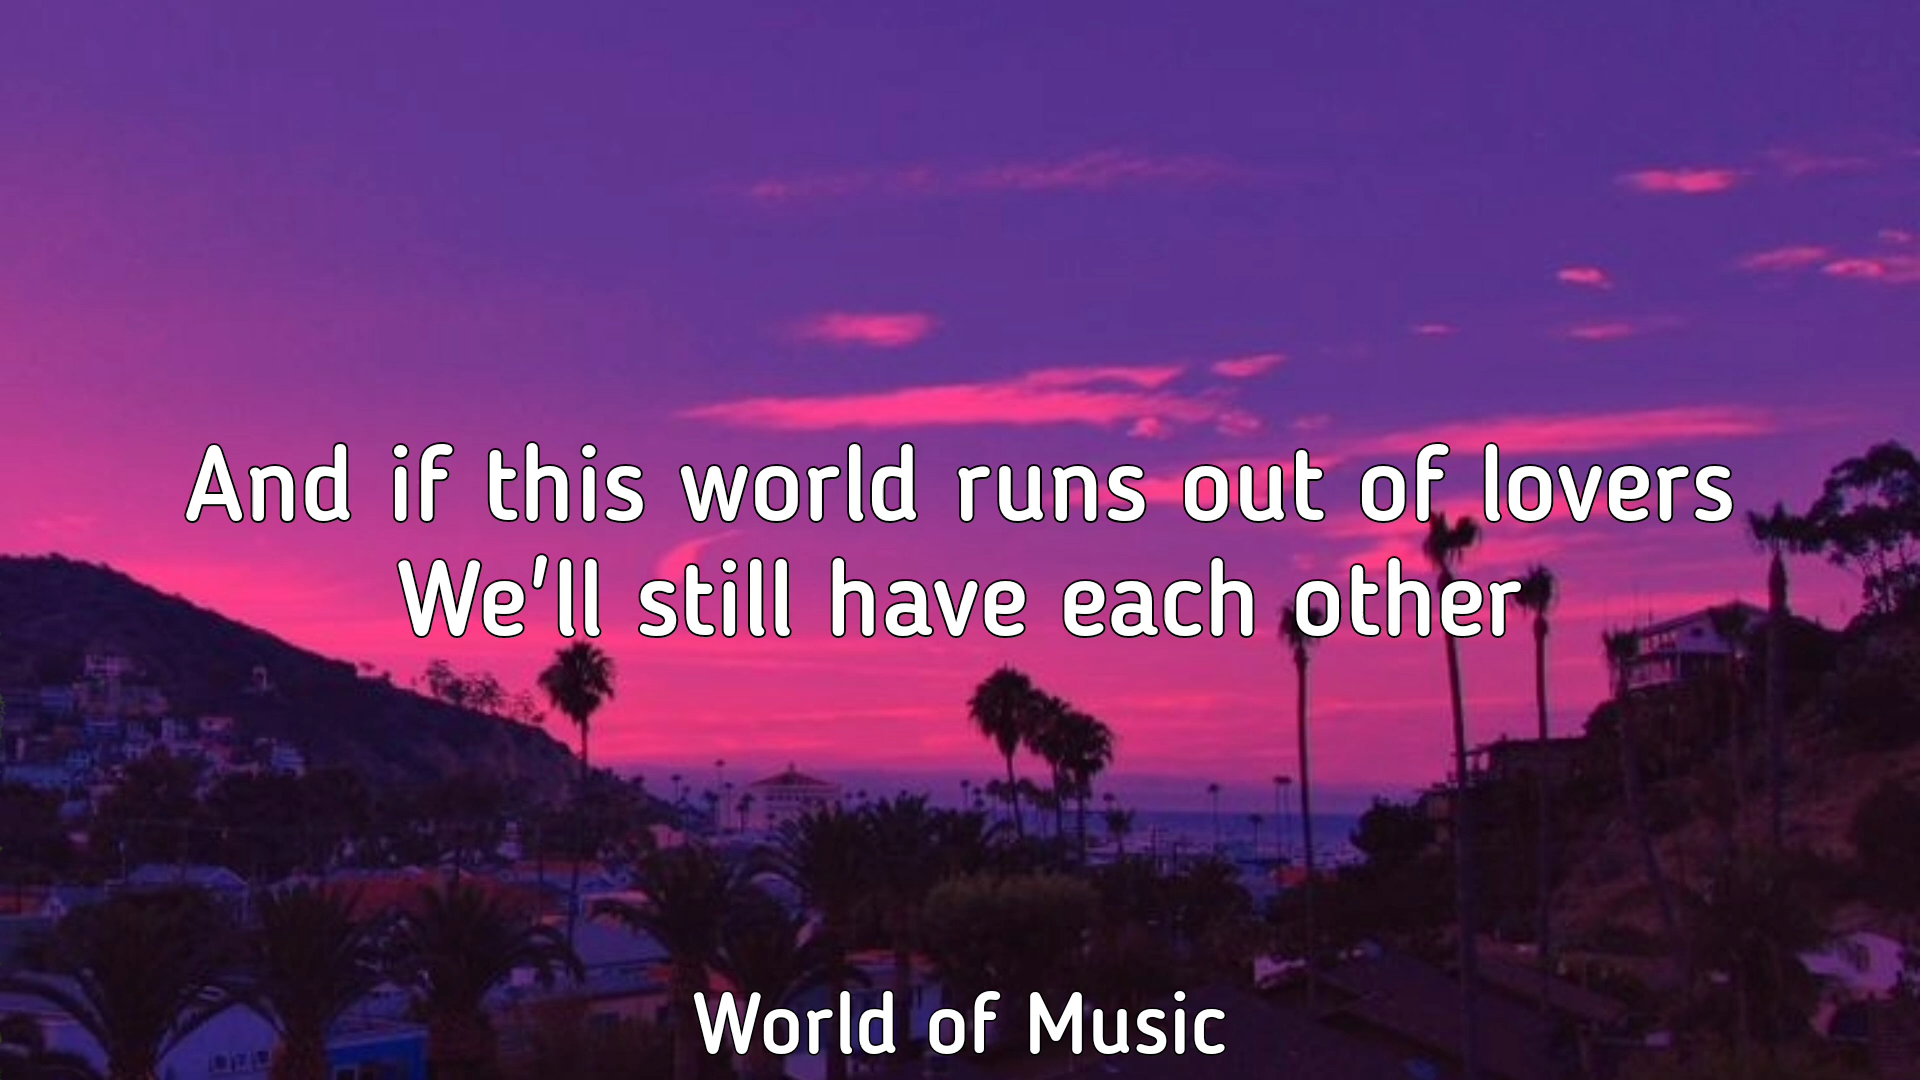 And if this world runs out of lovers
We'll still have each other
World of Music